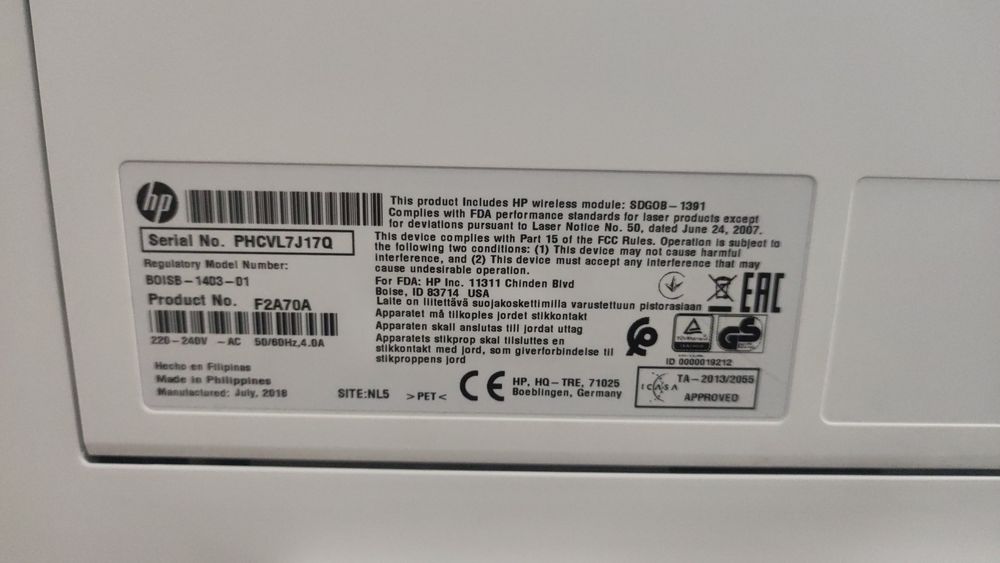 hp
This product Includes HP wireless module: SDGOB-1391
Complies with FDA performance standards for laser products except
for deviations pursuant to Laser Notice No. 50, dated June 24, 2007.
This device complies with Part 15 of the FCC Rules. Operation is subject to
the following two conditions: (1) This device may not cause harmful
interference, and (2) This device must accept any interference that may
cause undesirable operation.
For FDA: HP Inc. 11311 Chinden Blvd
Boise, ID 83714 USA
Laite on liitettävä suojakoskettimilla varustettuun pistorasiaan
Apparatet må tilkoples jordet stikkontakt
Apparaten skall anslutas till jordat uttag
Apparatets stikprop skal tilsluttes en
stikkontakt med jord, som giverforbindelse til
stikproppens jord
Serial No. PHCVL7J17Q
Regulatory Model Number:
BOISB-1403-01
Product No. F2A70A
220-240V ~AC 50/60Hz,4.0A
Hecho en Filipinas
Made in Philippines
Manufactured: July, 2018
SITE:NL5
>PET<
CE
HP, HQ-TRE, 71025
Boeblingen, Germany
EAC
ID 0000019212
ICASA
TA-2013/2055
APPROVED